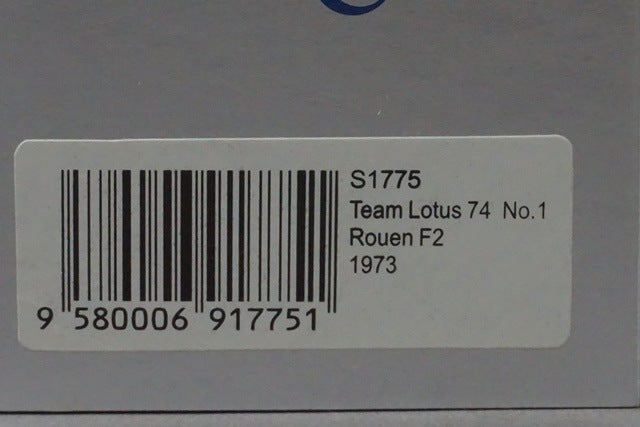 S1775
Team Lotus 74 No.1
Rouen F2
1973
9 580006 917751